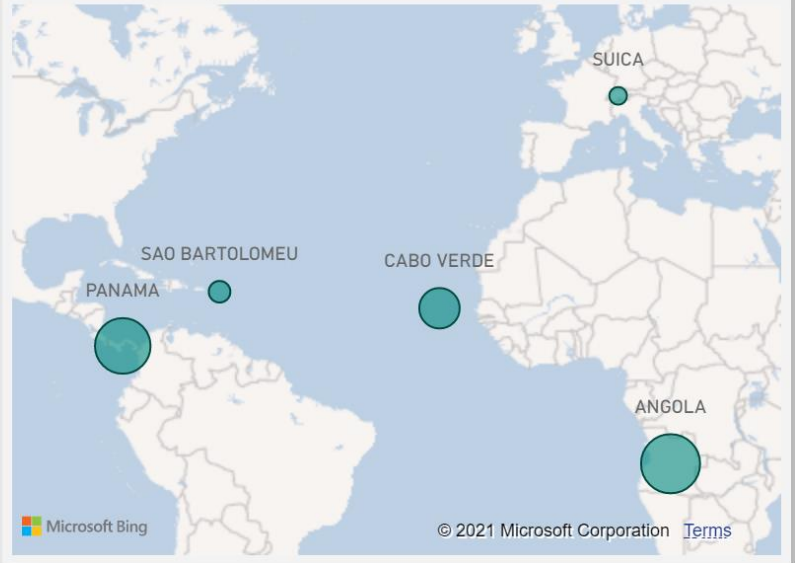 SUICA
SAO BARTOLOMEU
CABO VERDE
PANAMA
ANGOLA
Microsoft Bing
© 2021 Microsoft Corporation Terms